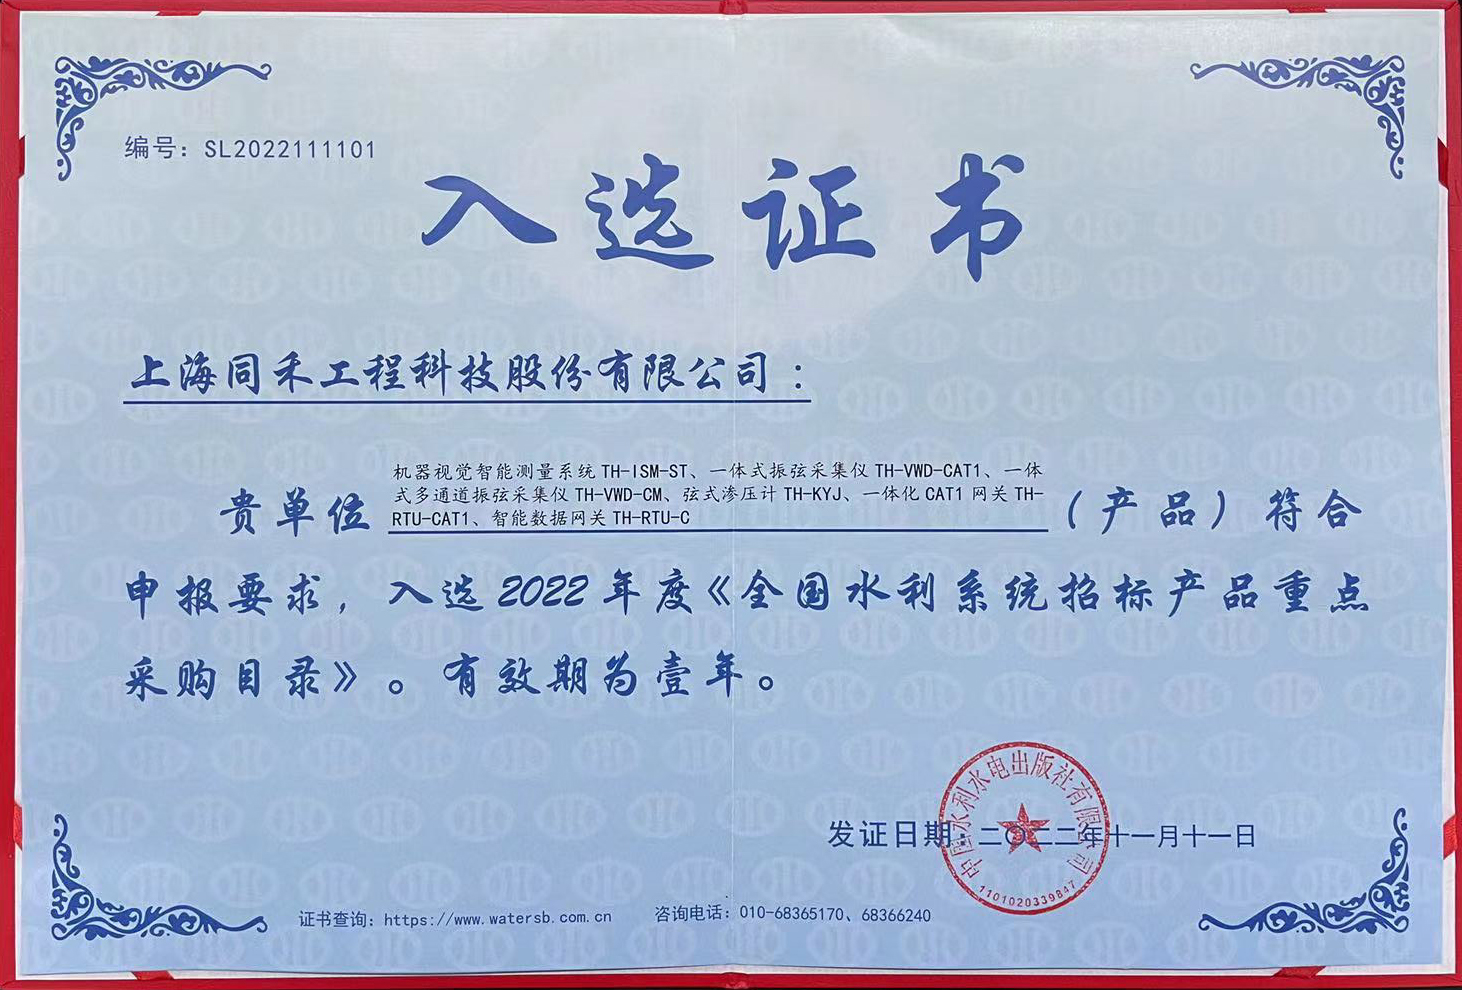 编号：SL2022111101
入选证书
上海同禾工程科技股份有限公司：
机器视觉智能测量系统 TH-ISM-ST、一体式振弦采集仪 TH-VWD-CAT1、一体
式多通道振弦采集仪 TH-VWD-CM、弦式渗压计 TH-KYJ、一体化 CAT1 网关 TH-
RTU-CAT1、智能数据网关 TH-RTU-C
贵单位（产品）符合
申报要求，入选2022年度《全国水利系统招标产品重点
采购目录》。有效期为壹年。
中国水利水电出版社有限公司
发证日期：二〇二二年十一月十一日
1101020339847
证书查询：https://www.watersb.com.cn 咨询电话：010-68365170、68366240